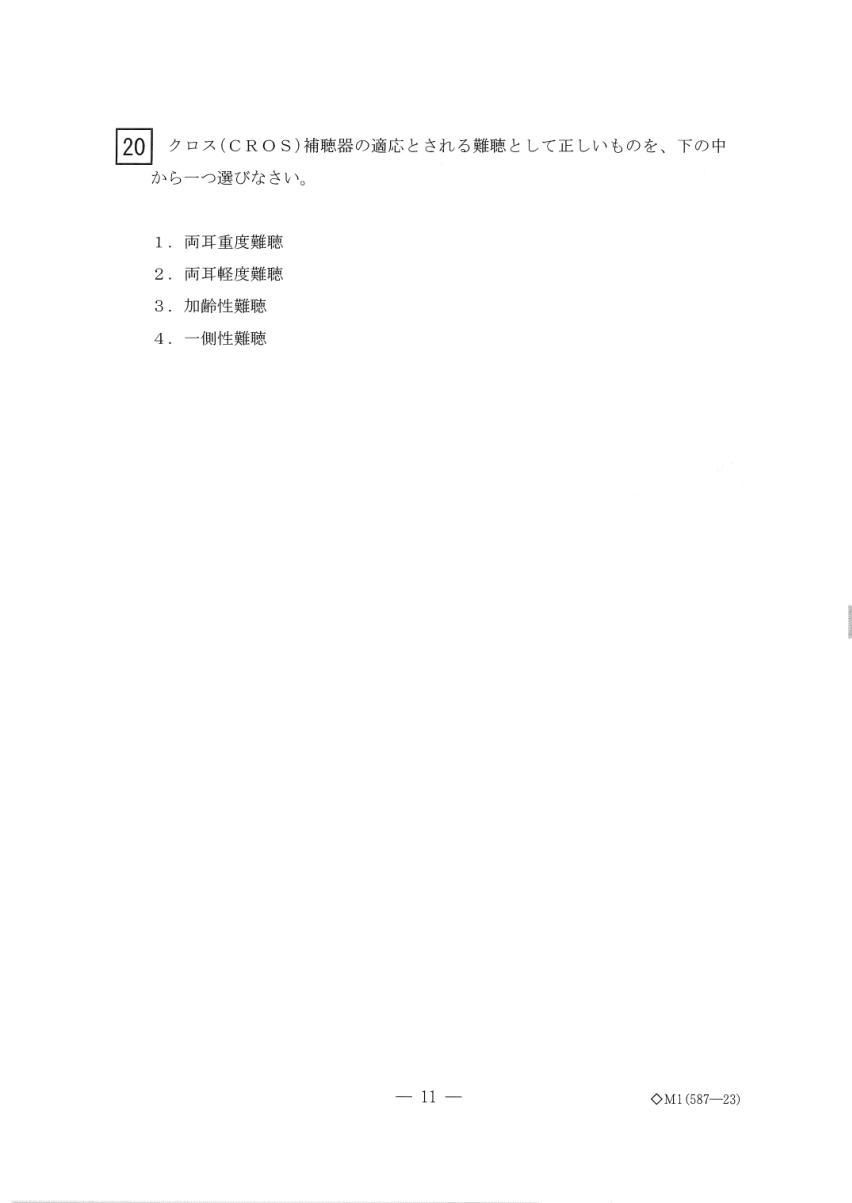 20 クロス(CROS)補聴器の適応とされる難聴として正しいものを、下の中
から一つ選びなさい。
1．両耳重度難聴
2．両耳軽度難聴
3．加齢性難聴
4．一側性難聴
― 11 ―
◇M1(587―23)